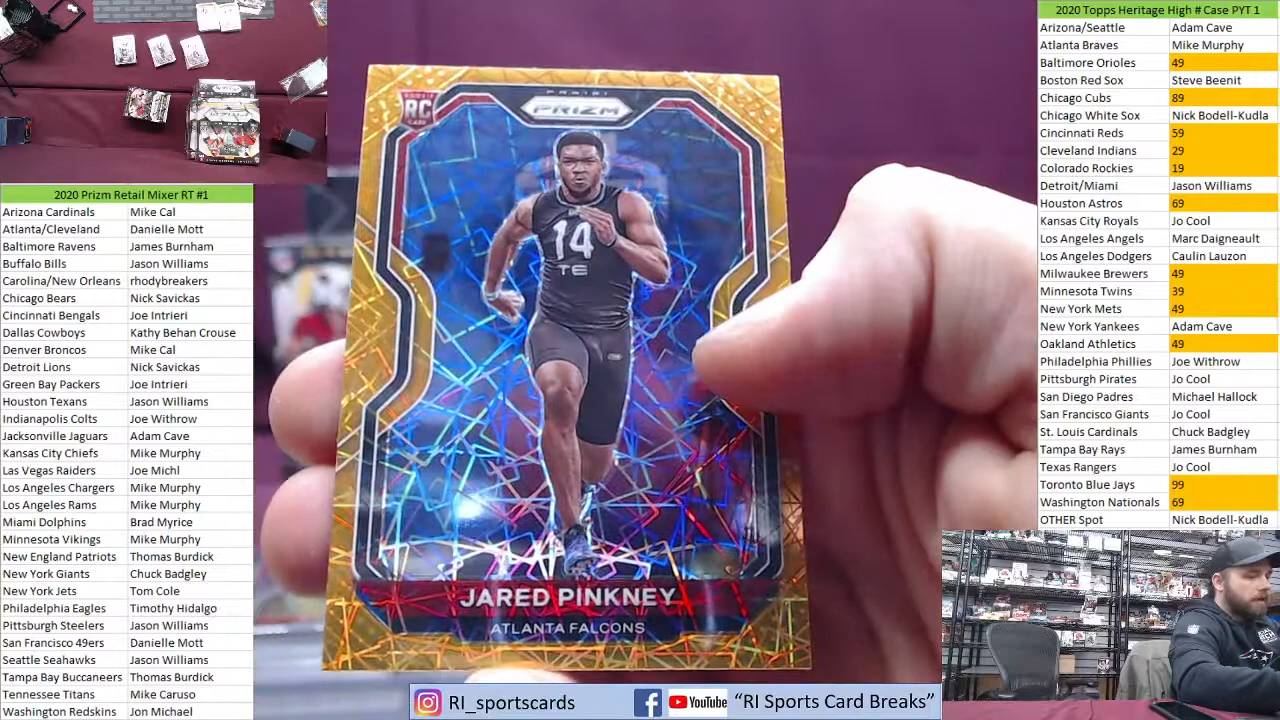 2020 Prizm Retail Mixer RT #1
Arizona Cardinals Mike Cal
Atlanta/Cleveland Danielle Mott
Baltimore Ravens James Burnham
Buffalo Bills Jason Williams
Carolina/New Orleans rhodybreakers
Chicago Bears Nick Savickas
Cincinnati Bengals Joe Intrieri
Dallas Cowboys Kathy Behan Crouse
Denver Broncos Mike Cal
Detroit Lions Nick Savickas
Green Bay Packers Joe Intrieri
Houston Texans Jason Williams
Indianapolis Colts Joe Withrow
Jacksonville Jaguars Adam Cave
Kansas City Chiefs Mike Murphy
Las Vegas Raiders Joe Michl
Los Angeles Chargers Mike Murphy
Los Angeles Rams Mike Murphy
Miami Dolphins Brad Myrice
Minnesota Vikings Mike Murphy
New England Patriots Thomas Burdick
New York Giants Chuck Badgley
New York Jets Tom Cole
Philadelphia Eagles Timothy Hidalgo
Pittsburgh Steelers Jason Williams
San Francisco 49ers Danielle Mott
Seattle Seahawks Jason Williams
Tampa Bay Buccaneers Thomas Burdick
Tennessee Titans Mike Caruso
Washington Redskins Jon Michael
RC
PANINI
PRIZM
14
TE
JARED PINKNEY
ATLANTA FALCONS
RI_sportscards YouTube "RI Sports Card Breaks"
2020 Topps Heritage High # Case PYT 1
Arizona/Seattle Adam Cave
Atlanta Braves Mike Murphy
Baltimore Orioles 49
Boston Red Sox Steve Beenit
Chicago Cubs 89
Chicago White Sox Nick Bodell-Kudla
Cincinnati Reds 59
Cleveland Indians 29
Colorado Rockies 19
Detroit/Miami Jason Williams
Houston Astros 69
Kansas City Royals Jo Cool
Los Angeles Angels Marc Daigneault
Los Angeles Dodgers Caulin Lauzon
Milwaukee Brewers 49
Minnesota Twins 39
New York Mets 49
New York Yankees Adam Cave
Oakland Athletics 49
Philadelphia Phillies Joe Withrow
Pittsburgh Pirates Jo Cool
San Diego Padres Michael Hallock
San Francisco Giants Jo Cool
St. Louis Cardinals Chuck Badgley
Tampa Bay Rays James Burnham
Texas Rangers Jo Cool
Toronto Blue Jays 99
Washington Nationals 69
OTHER Spot Nick Bodell-Kudla